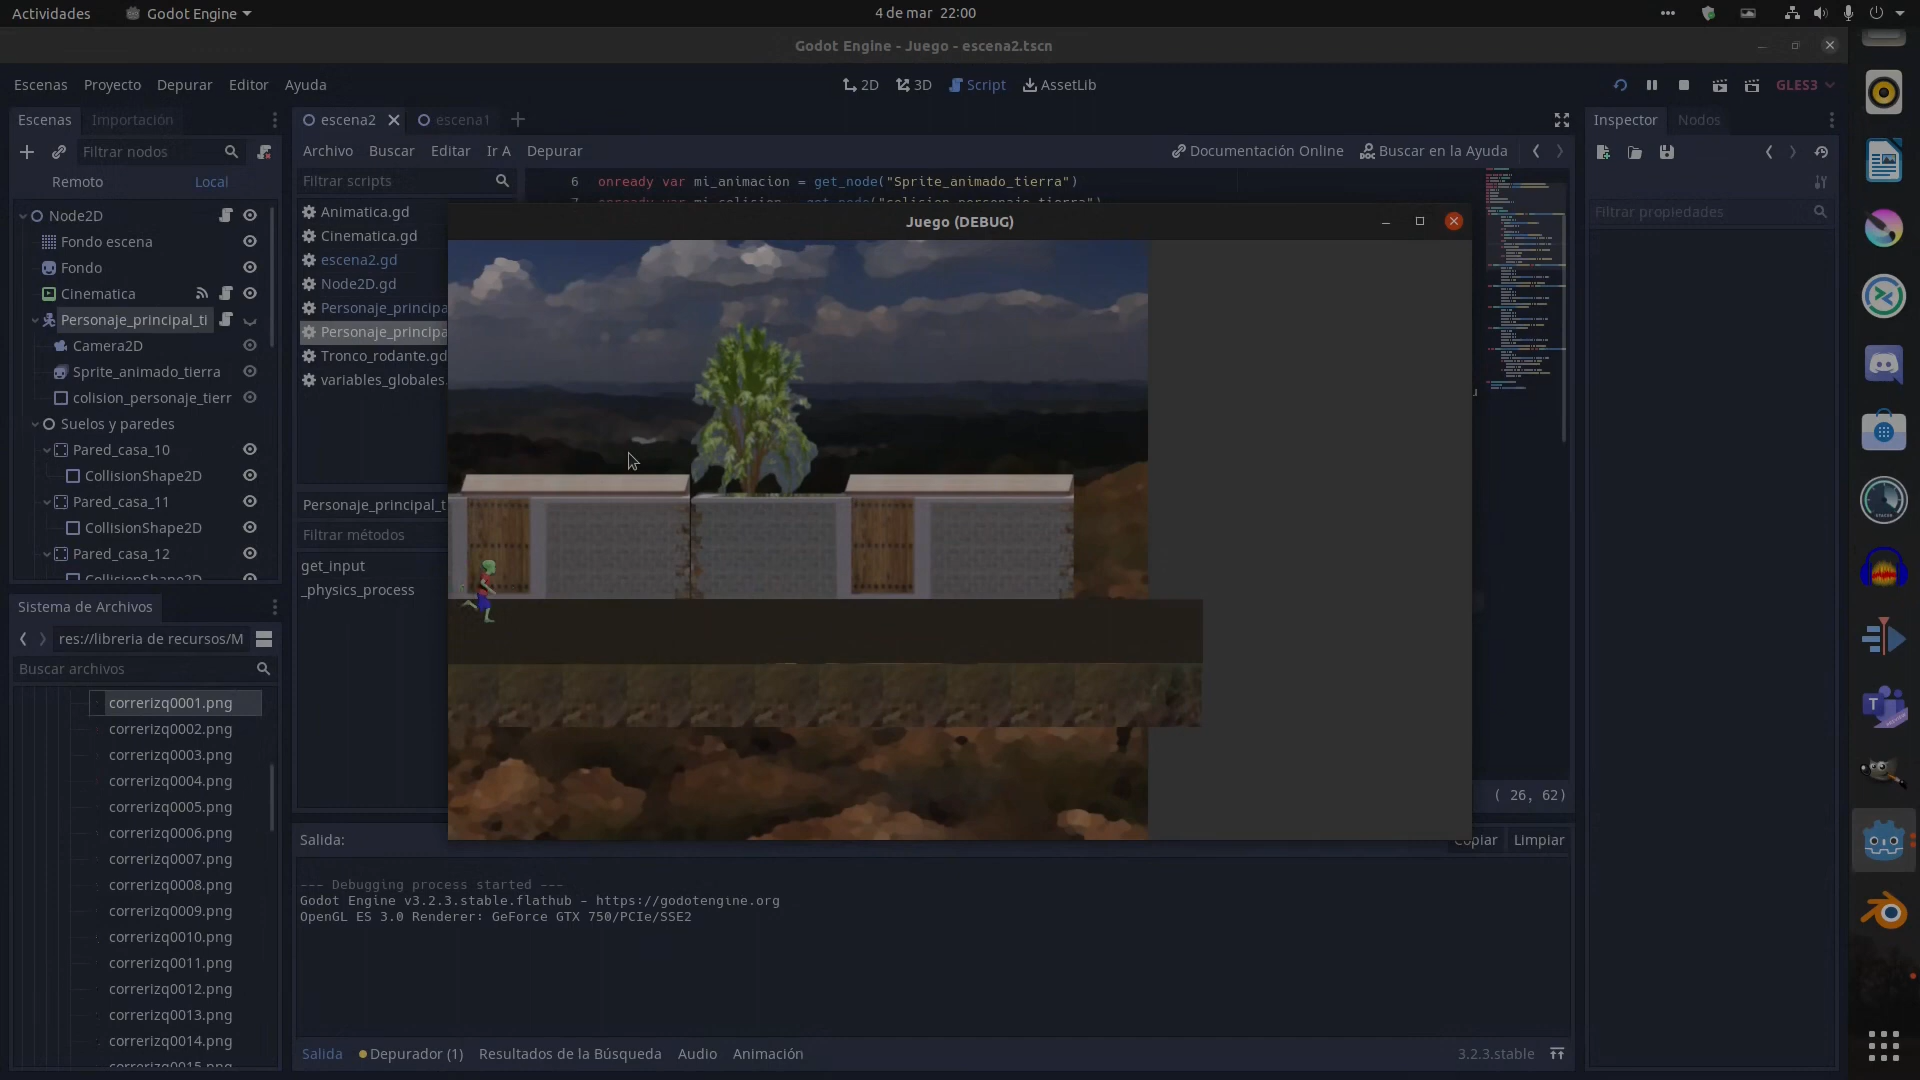 Actividades
Godot Engine
4 de mar 22:00
Godot Engine - Juego - escena2.tscn
Escenas Proyecto Depurar Editor Ayuda
2D 3D Script AssetLib
GLES3
Escenas Importación
escena2 escena1
Inspector Nodos
Filtrar nodos
Archivo Buscar Editar Ir A Depurar
Documentación Online Buscar en la Ayuda
Remoto Local
Filtrar scripts
6 onready var mi_animacion = get_node("Sprite_animado_tierra")
Filtrar propiedades
Node2D
Fondo escena
Fondo
Cinematica
Personaje_principal_ti
Camera2D
Sprite_animado_tierra
colision_personaje_tierr
Suelos y paredes
Pared_casa_10
CollisionShape2D
Pared_casa_11
CollisionShape2D
Pared_casa_12
CollisionShape2D
Animatica.gd
Cinematica.gd
escena2.gd
Node2D.gd
Personaje_principa
Personaje_principa
Tronco_rodante.gd
variables_globales.
Personaje_principal_t
Filtrar métodos
get_input
_physics_process
Juego (DEBUG)
( 26, 62)
Sistema de Archivos
res://libreria de recursos/M
Buscar archivos
correrizq0001.png
correrizq0002.png
correrizq0003.png
correrizq0004.png
correrizq0005.png
correrizq0006.png
correrizq0007.png
correrizq0008.png
correrizq0009.png
correrizq0010.png
correrizq0011.png
correrizq0012.png
correrizq0013.png
correrizq0014.png
correrizq0015.png
Salida:
Copiar Limpiar
--- Debugging process started ---
Godot Engine v3.2.3.stable.flathub - https://godotengine.org
OpenGL ES 3.0 Renderer: GeForce GTX 750/PCIe/SSE2
Salida Depurador (1) Resultados de la Búsqueda Audio Animación
3.2.3.stable